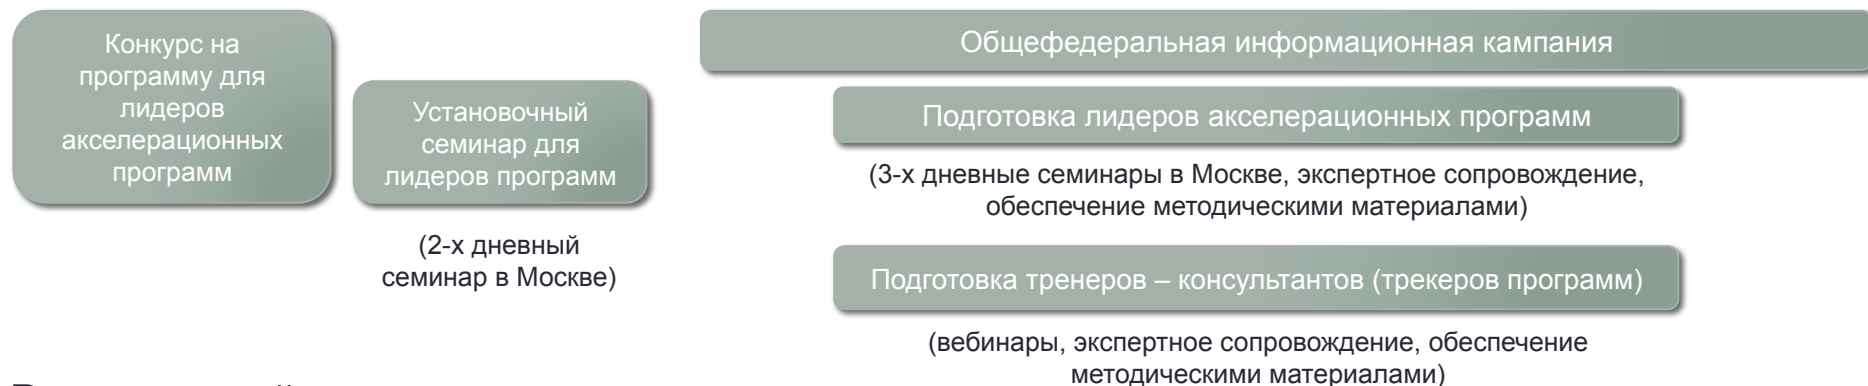 Конкурс на
программу для
лидеров
акселерационных
программ
Установочный
семинар для
лидеров программ
(2-х дневный
семинар в Москве)
Общефедеральная информационная кампания
Подготовка лидеров акселерационных программ
(3-х дневные семинары в Москве, экспертное сопровождение,
обеспечение методическими материалами)
Подготовка тренеров – консультантов (трекеров программ)
(вебинары, экспертное сопровождение, обеспечение
методическими материалами)